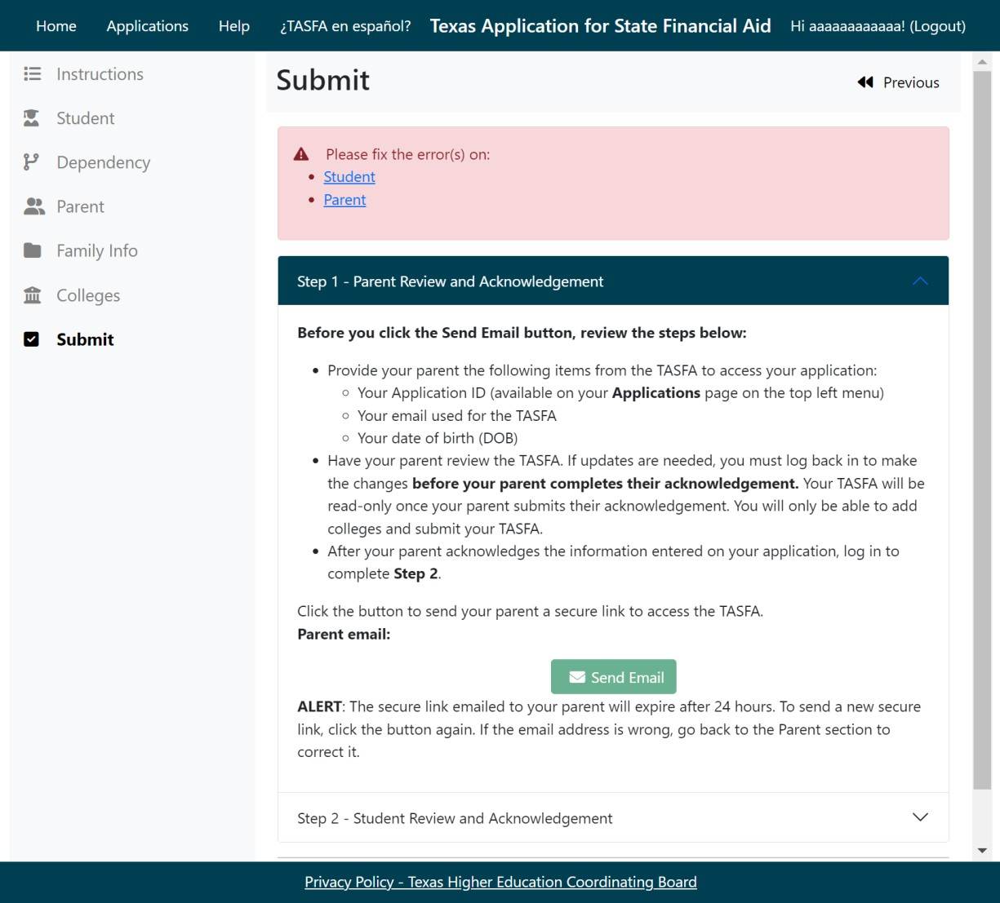 Home Applications Help ¿TASFA en español? Texas Application for State Financial Aid Hi aaaaaaaaaaaa! (Logout)
Instructions
Student
Dependency
Parent
Family Info
Colleges
Submit
Submit
Previous
Please fix the error(s) on:
Student
Parent
Step 1 - Parent Review and Acknowledgement
Before you click the Send Email button, review the steps below:
Provide your parent the following items from the TASFA to access your application:
Your Application ID (available on your Applications page on the top left menu)
Your email used for the TASFA
Your date of birth (DOB)
Have your parent review the TASFA. If updates are needed, you must log back in to make
the changes before your parent completes their acknowledgement. Your TASFA will be
read-only once your parent submits their acknowledgement. You will only be able to add
colleges and submit your TASFA.
After your parent acknowledges the information entered on your application, log in to
complete Step 2.
Click the button to send your parent a secure link to access the TASFA.
Parent email:
Send Email
ALERT: The secure link emailed to your parent will expire after 24 hours. To send a new secure
link, click the button again. If the email address is wrong, go back to the Parent section to
correct it.
Step 2 - Student Review and Acknowledgement
Privacy Policy - Texas Higher Education Coordinating Board